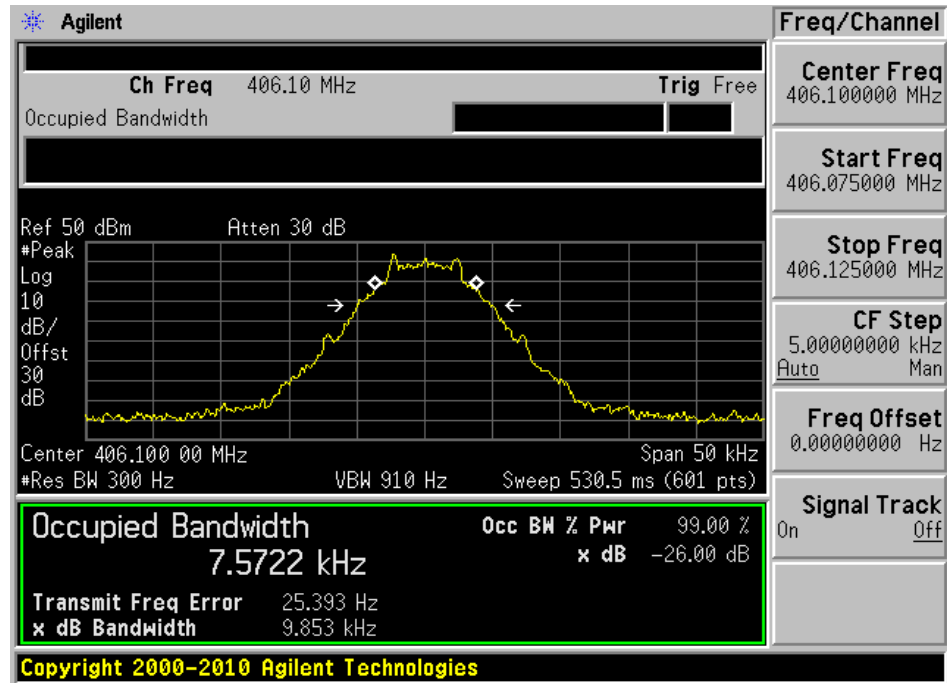 Agilent
Freq/Channel
Ch Freq 406.10 MHz Trig Free
Occupied Bandwidth
Center Freq
406.100000 MHz
Start Freq
406.075000 MHz
Stop Freq
406.125000 MHz
CF Step
5.00000000 kHz
Auto Man
Freq Offset
0.00000000 Hz
Signal Track
On Off
Ref 50 dBm Atten 30 dB
#Peak
Log
10
dB/
Offst
30
dB
Center 406.100 00 MHz Span 50 kHz
#Res BW 300 Hz VBW 910 Hz Sweep 530.5 ms (601 pts)
Occupied Bandwidth Occ BW % Pwr 99.00 %
7.5722 kHz x dB -26.00 dB
Transmit Freq Error 25.393 Hz
x dB Bandwidth 9.853 kHz
Copyright 2000-2010 Agilent Technologies